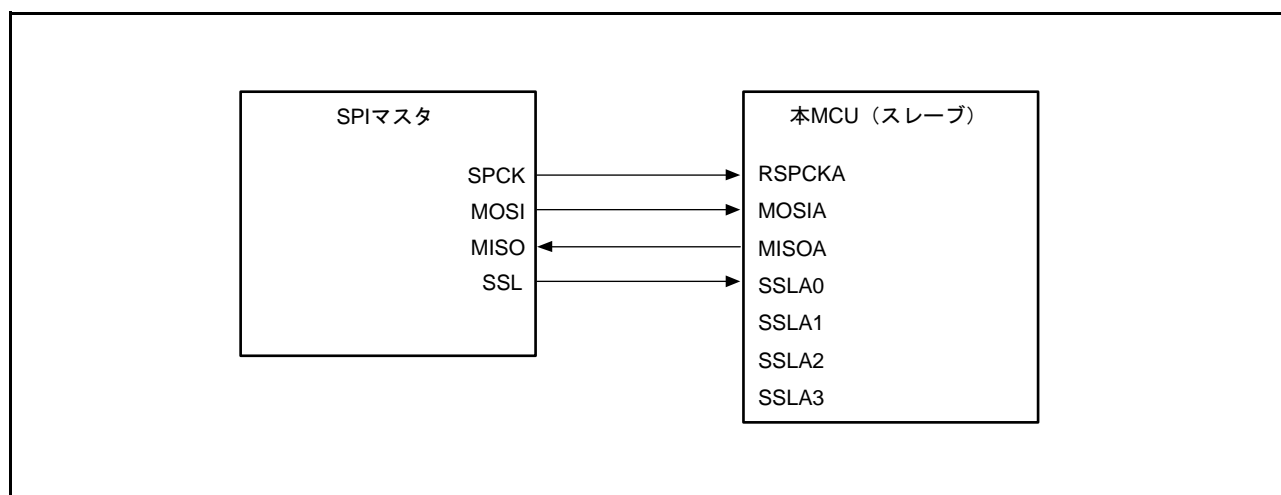 SPIマスタ
SPCK
MOSI
MISO
SSL
本MCU（スレーブ）
RSPCKA
MOSIA
MISOA
SSLA0
SSLA1
SSLA2
SSLA3